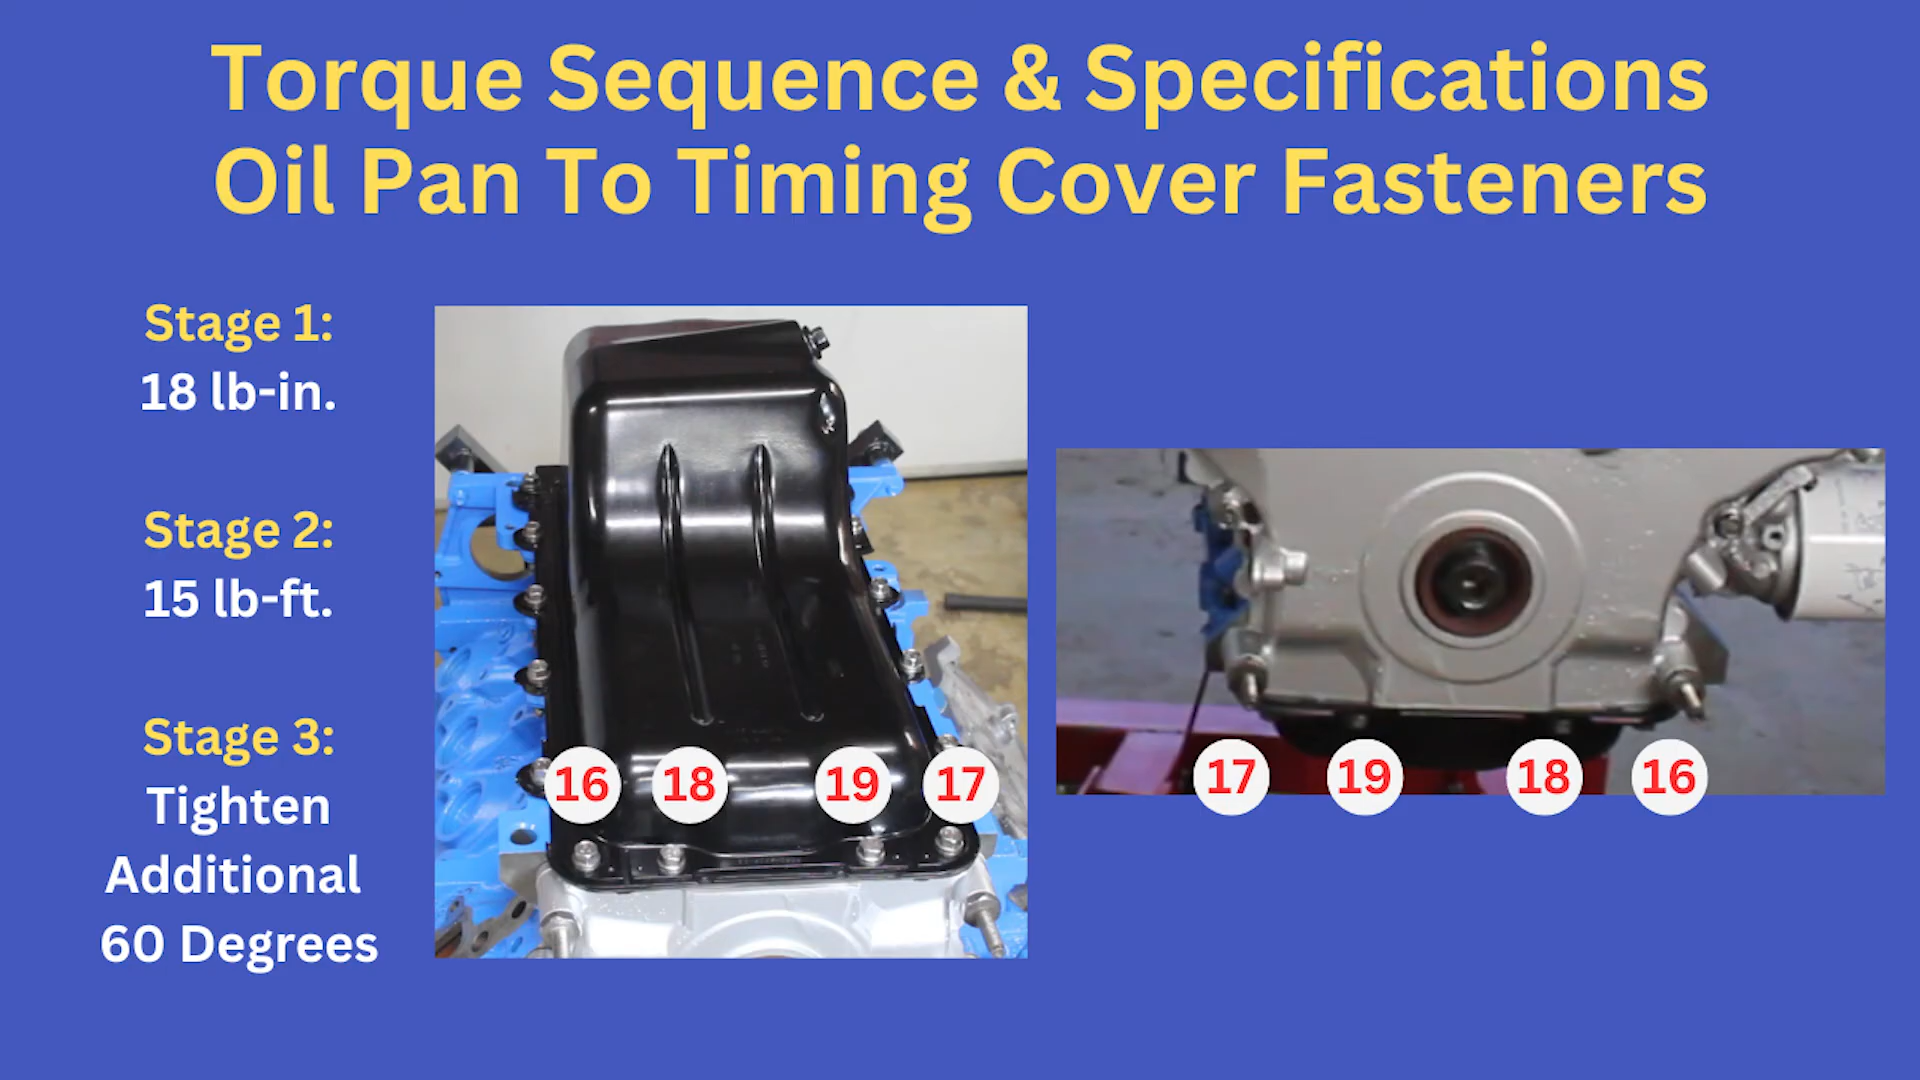 Torque Sequence & Specifications
Oil Pan To Timing Cover Fasteners
Stage 1:
18 lb-in.
Stage 2:
15 lb-ft.
Stage 3:
Tighten
Additional
60 Degrees
16 18 19 17
17 19 18 16